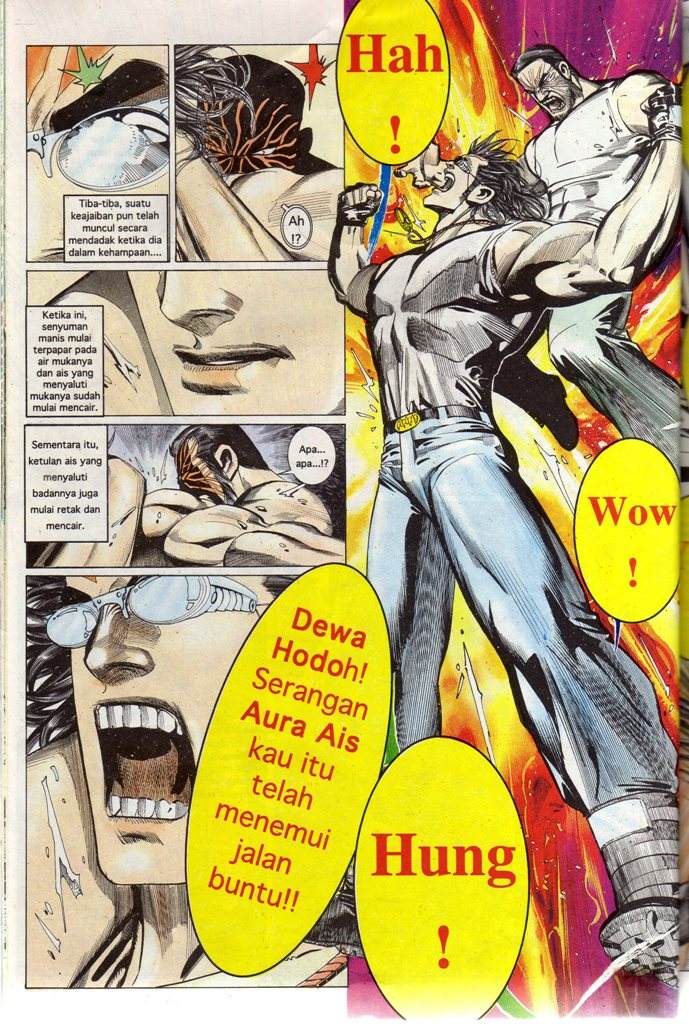 Tiba-tiba, suatu
keajaiban pun telah
muncul secara
mendadak ketika dia
dalam kehampaan....
Ah
!?
Ketika ini,
senyuman
manis mulai
terpapar pada
air mukanya
dan ais yang
menyaluti
mukanya sudah
mulai mencair.
Sementara itu,
ketulan ais yang
menyaluti
badannya juga
mulai retak dan
mencair.
Apa...
apa...!?
Dewa
Hodoh!
Serangan
Aura Ais
kau itu
telah
menemui
jalan
buntu!!
Hah
!
Wow
!
Hung
!